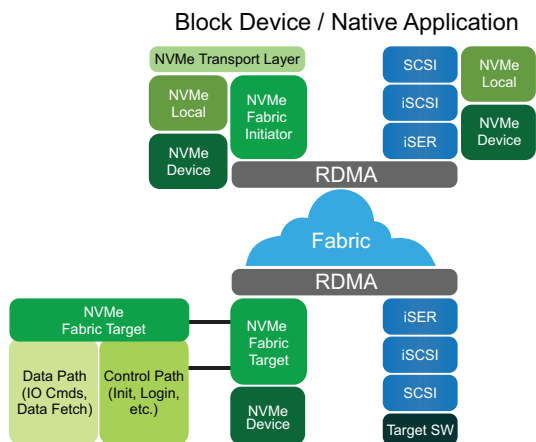 Block Device / Native Application
NVMe Transport Layer
NVMe
Local
NVMe
Device
NVMe
Fabric
Initiator
SCSI
iSCSI
iSER
NVMe
Local
NVMe
Device
RDMA
Fabric
RDMA
NVMe
Fabric Target
Data Path
(IO Cmds,
Data Fetch)
Control Path
(Init, Login,
etc.)
NVMe
Fabric
Target
NVMe
Device
iSER
iSCSI
SCSI
Target SW